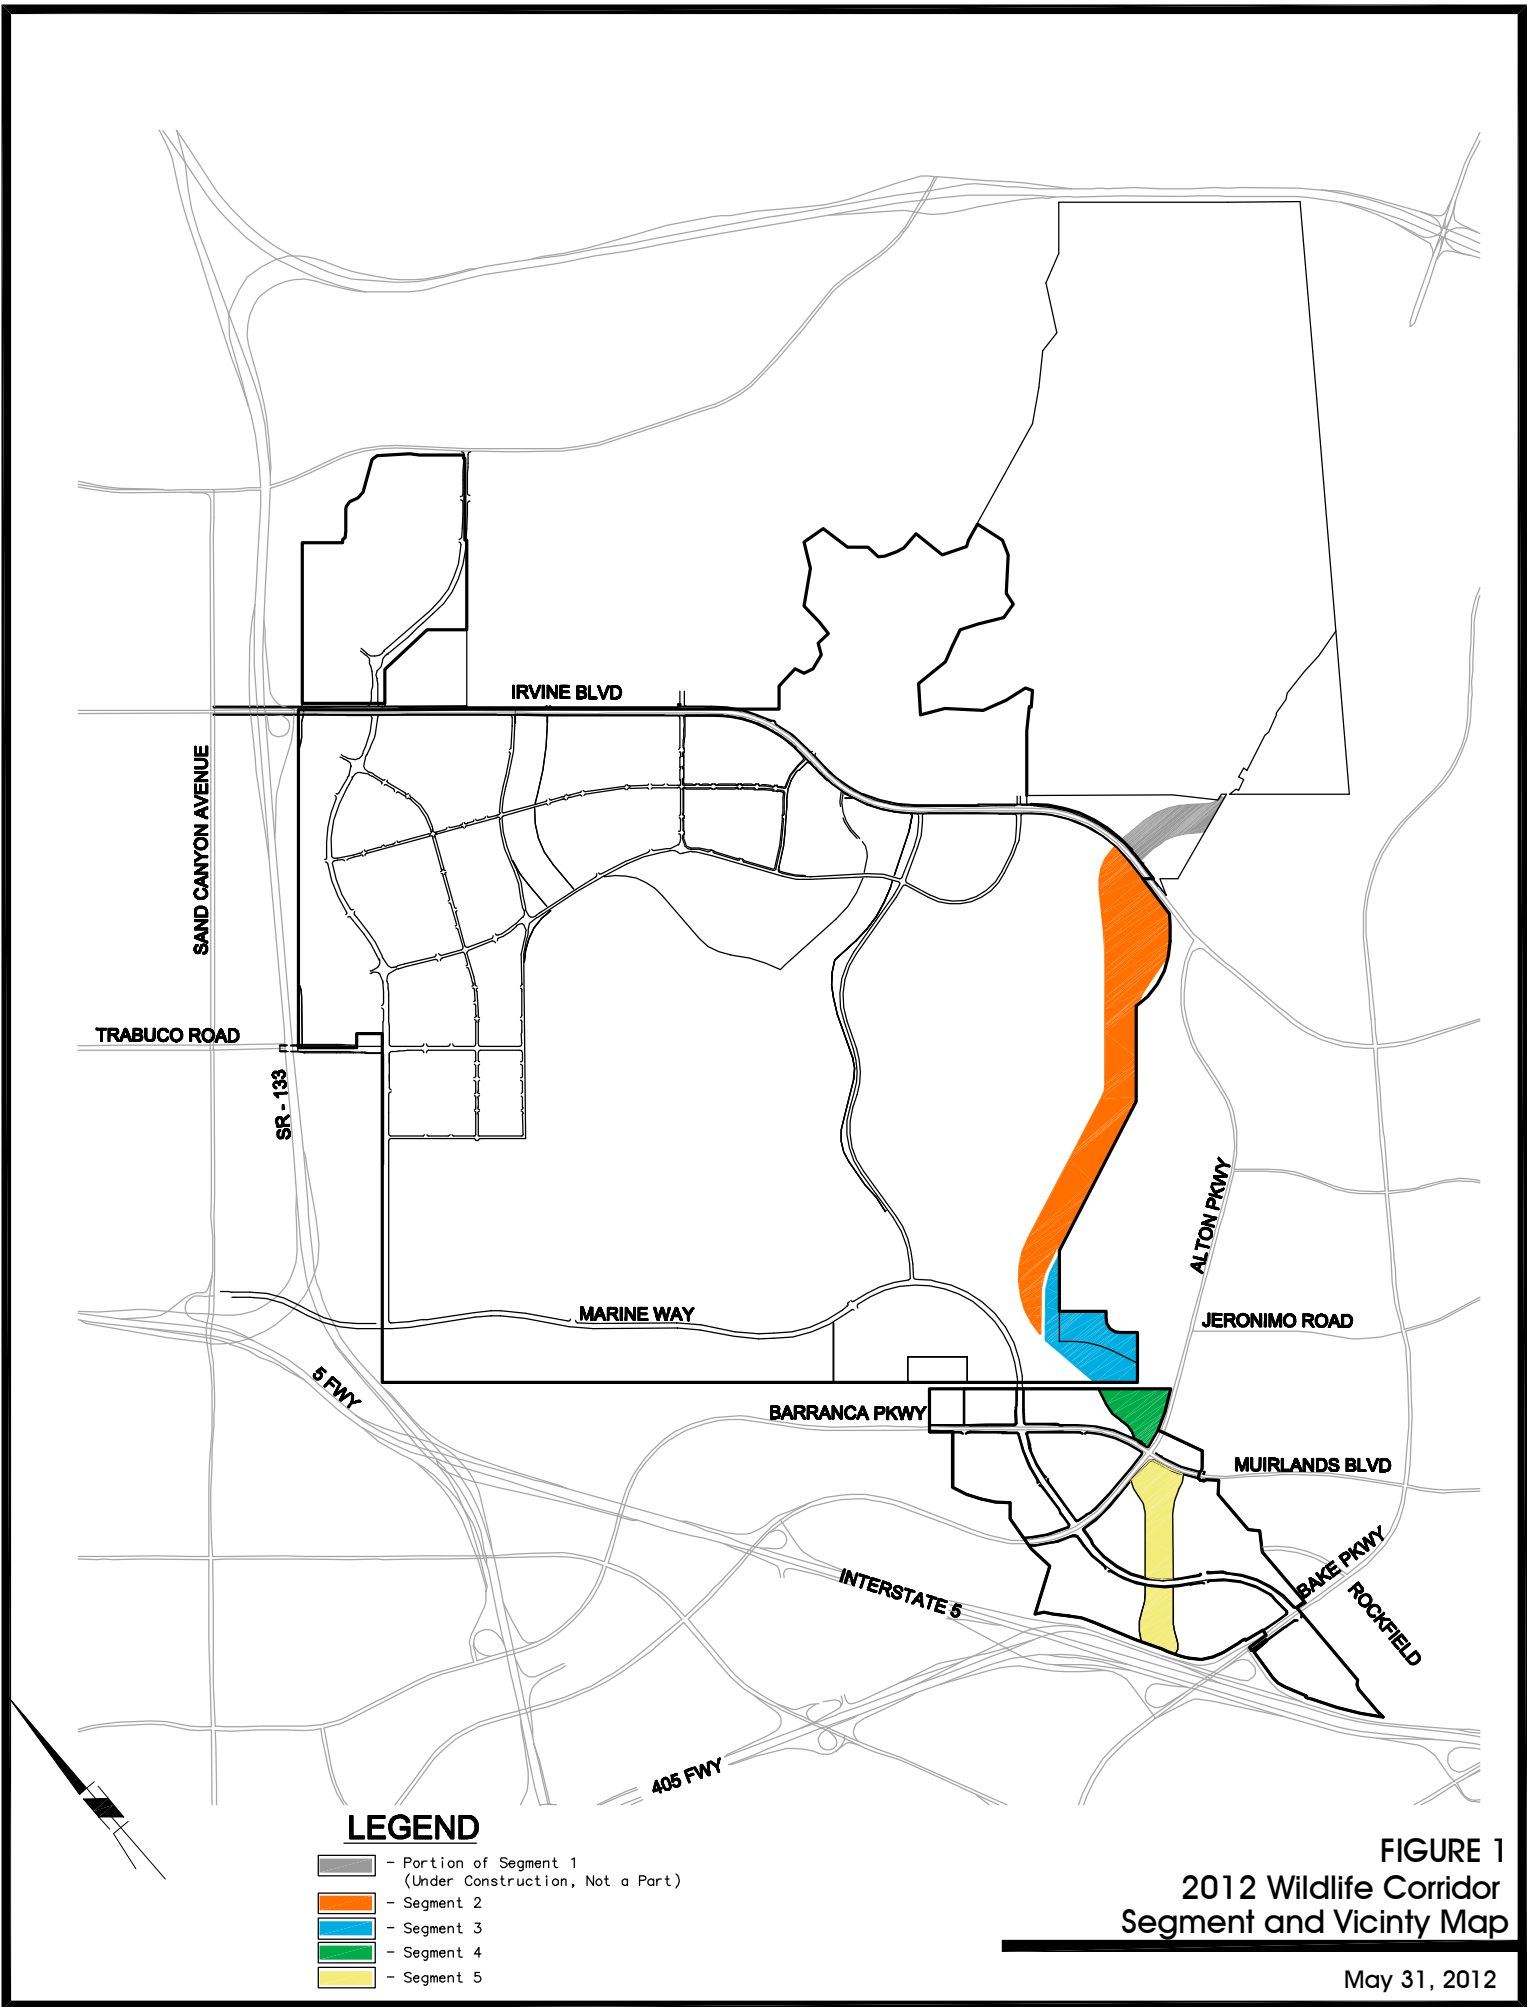 IRVINE BLVD
SAND CANYON AVENUE
TRABUCO ROAD
SR - 133
ALTON PKWY
MARINE WAY
JERONIMO ROAD
5 FWY
BARRANCA PKWY
MUIRLANDS BLVD
INTERSTATE 5
BAKE PKWY
ROCKFIELD
405 FWY
LEGEND
- Portion of Segment 1
(Under Construction, Not a Part)
- Segment 2
- Segment 3
- Segment 4
- Segment 5
FIGURE 1
2012 Wildlife Corridor
Segment and Vicinty Map
May 31, 2012